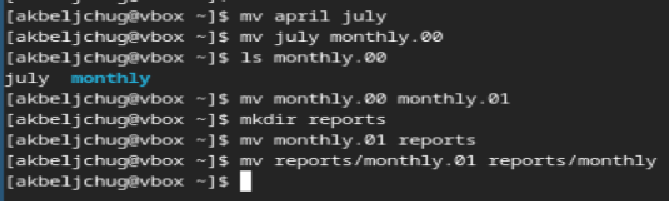 [akbeljchug@vbox ~]$ mv april july
[akbeljchug@vbox ~]$ mv july monthly.00
[akbeljchug@vbox ~]$ ls monthly.00
july  monthly
[akbeljchug@vbox ~]$ mv monthly.00 monthly.01
[akbeljchug@vbox ~]$ mkdir reports
[akbeljchug@vbox ~]$ mv monthly.01 reports
[akbeljchug@vbox ~]$ mv reports/monthly.01 reports/monthly
[akbeljchug@vbox ~]$